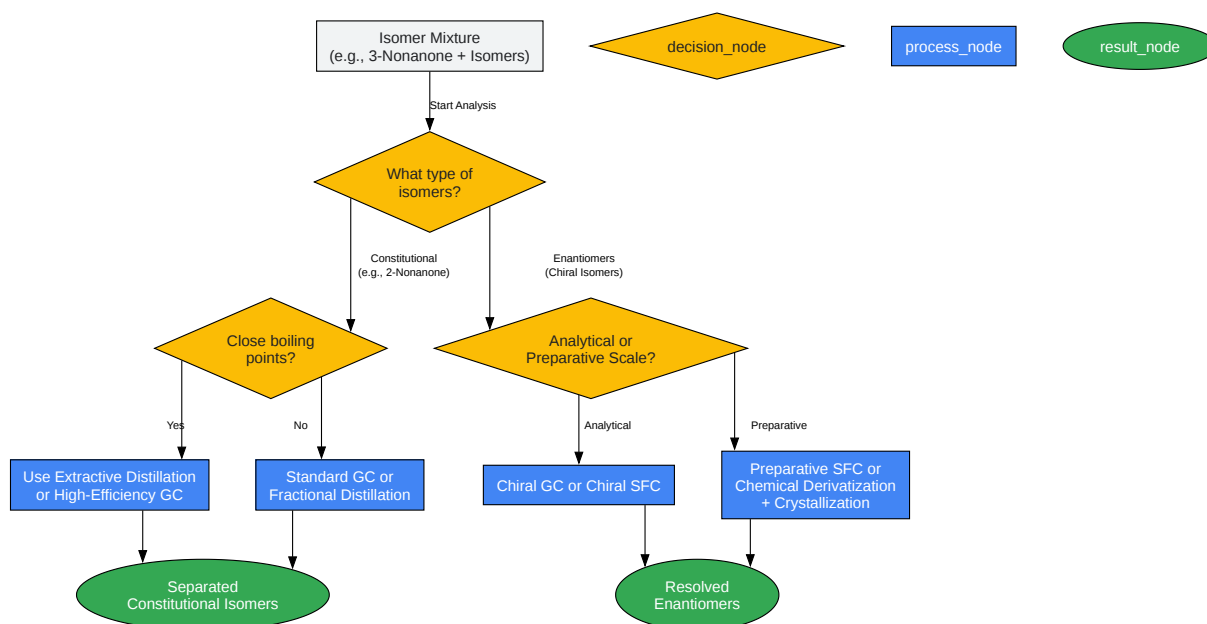 Isomer Mixture
(e.g., 3-Nonanone + Isomers)
decision_node
process_node
result_node
Start Analysis
What type of
isomers?
Constitutional
(e.g., 2-Nonanone)
Enantiomers
(Chiral Isomers)
Close boiling
points?
Analytical or
Preparative Scale?
Yes
No
Analytical
Preparative
Use Extractive Distillation
or High-Efficiency GC
Standard GC or
Fractional Distillation
Chiral GC or Chiral SFC
Preparative SFC or
Chemical Derivatization
+ Crystallization
Separated
Constitutional Isomers
Resolved
Enantiomers